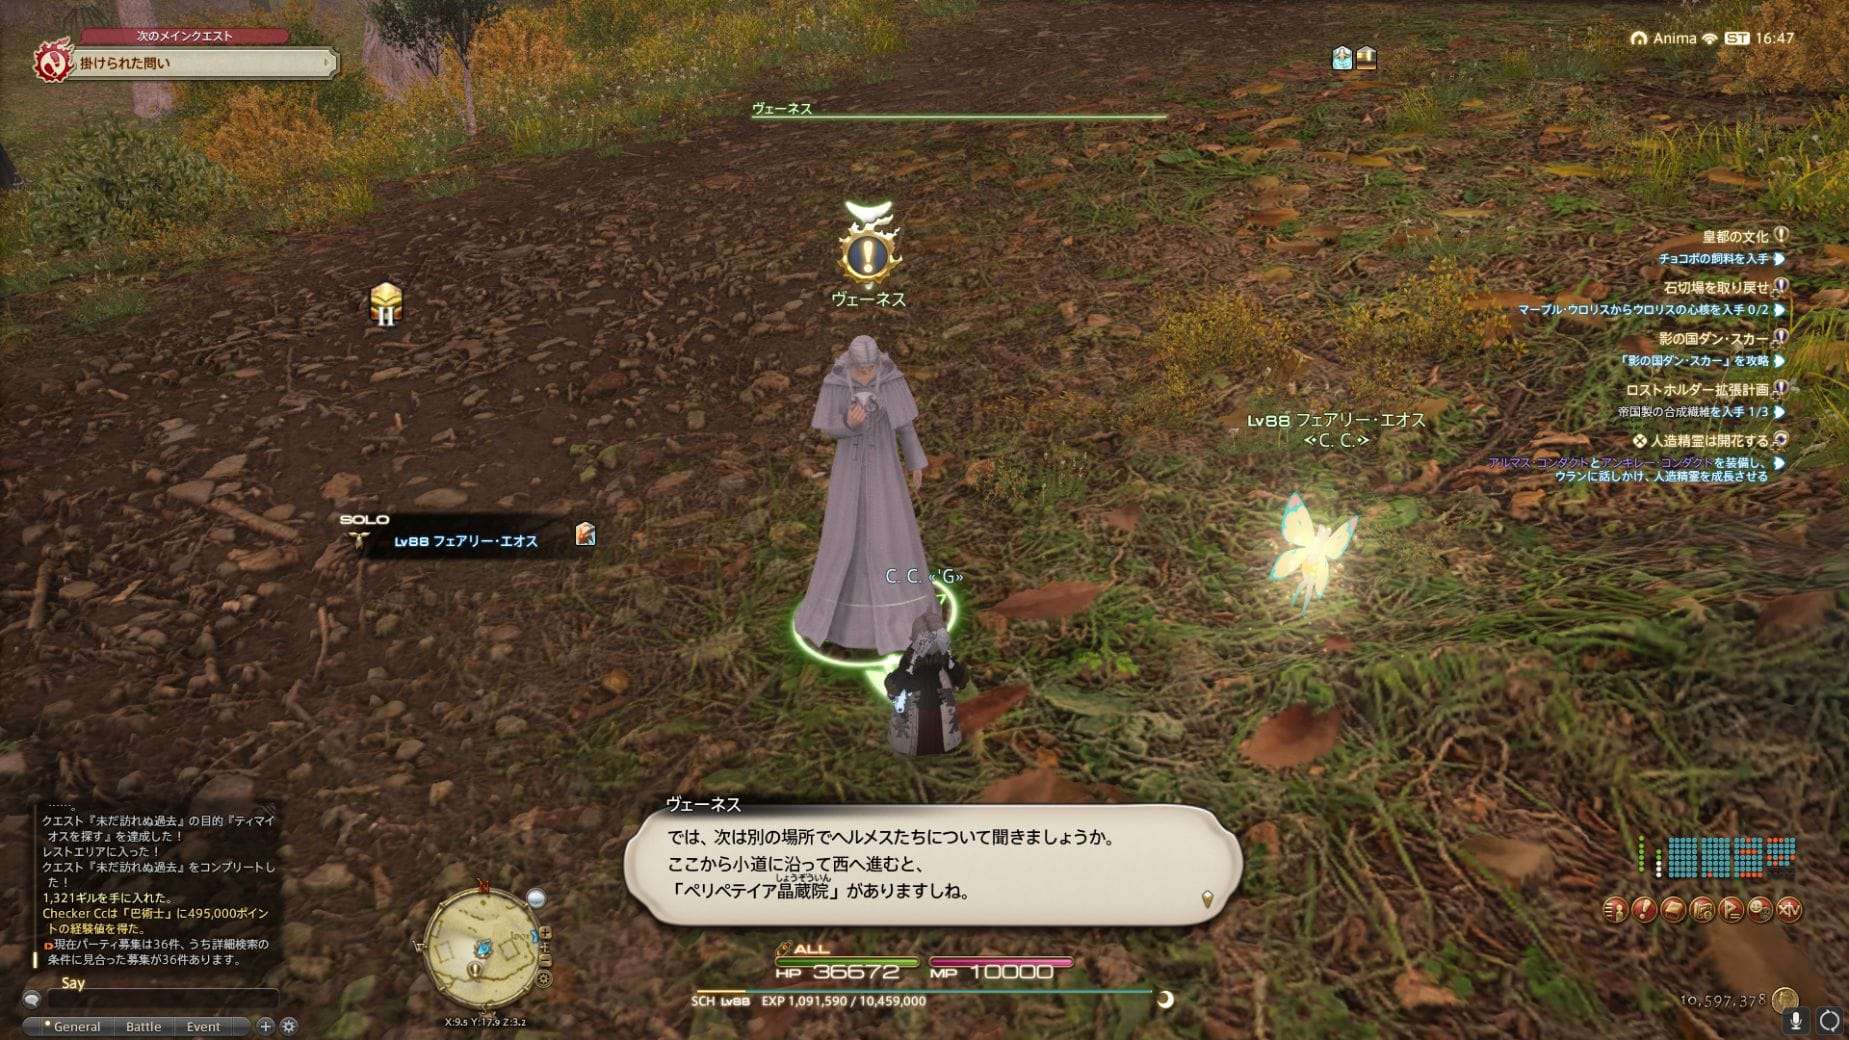 次のメインクエスト
掛けられた問い
Anima ST 16:47
ヴェーネス
ヴェーネス
皇都の文化
チョコボの飼料を入手
石切場を取り戻せ
マーブル・ウロリスからウロリスの心核を入手 0/2
影の国ダン・スカー
「影の国ダン・スカー」を攻略
ロストホルダー拡張計画
帝国製の合成繊維を入手 1/3
人造精霊は開花する
アルマス・コンダクトとアンキレー・コンダクトを装備し、
ウランに話しかけ、人造精霊を成長させる
Lv88 フェアリー・エオス
«C. C.»
SOLO
Lv88 フェアリー・エオス
C. C. «'G»
ヴェーネス
では、次は別の場所でヘルメスたちについて聞きましょうか。
ここから小道に沿って西へ進むと、
しょうぞういん
「ペリペテイア晶蔵院」がありますしね。
……。
クエスト『未だ訪れぬ過去』の目的『ティマイ
オスを探す』を達成した！
レストエリアに入った！
クエスト『未だ訪れぬ過去』をコンプリートし
た！
1,321ギルを手に入れた。
Checker Ccは「巴術士」に495,000ポイン
トの経験値を得た。
現在パーティ募集は36件、うち詳細検索の
条件に見合った募集が36件あります。
Say
General Battle Event
X:9.5 Y:17.9 Z:3.2
ALL
HP 36672 MP 10000
SCH Lv88 EXP 1,091,590 / 10,459,000
10,597,378